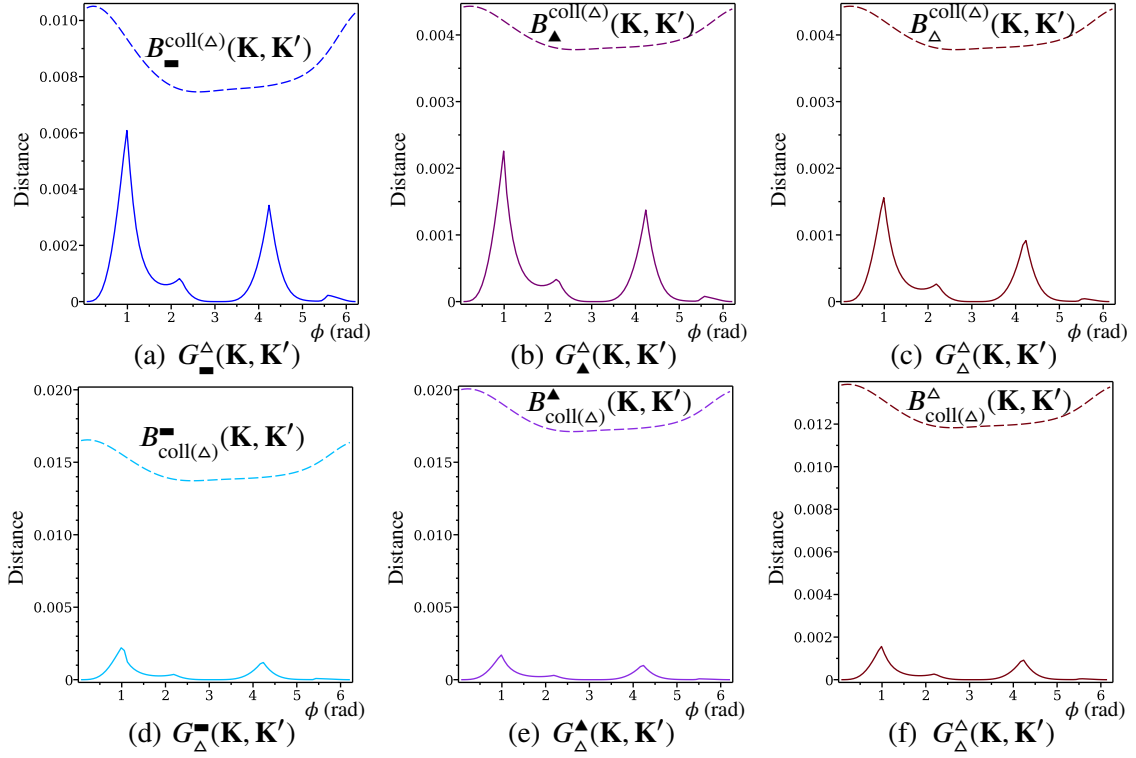 0.010
0.008
0.006
0.004
0.002
0
Distance
B▬^coll(△)(K, K′)
1 2 3 4 5 6
ϕ (rad)
(a) G▬^△(K, K′)
0.004
0.003
0.002
0.001
0
Distance
B▲^coll(△)(K, K′)
1 2 3 4 5 6
ϕ (rad)
(b) G▲^△(K, K′)
0.004
0.003
0.002
0.001
0
Distance
B△^coll(△)(K, K′)
1 2 3 4 5 6
ϕ (rad)
(c) G△^△(K, K′)
0.020
0.015
0.010
0.005
0
Distance
B^▬coll(△)(K, K′)
1 2 3 4 5 6
ϕ (rad)
(d) G△^▬(K, K′)
0.020
0.015
0.010
0.005
0
Distance
B^▲coll(△)(K, K′)
1 2 3 4 5 6
ϕ (rad)
(e) G△^▲(K, K′)
0.012
0.010
0.008
0.006
0.004
0.002
0
Distance
B^△coll(△)(K, K′)
1 2 3 4 5 6
ϕ (rad)
(f) G△^△(K, K′)